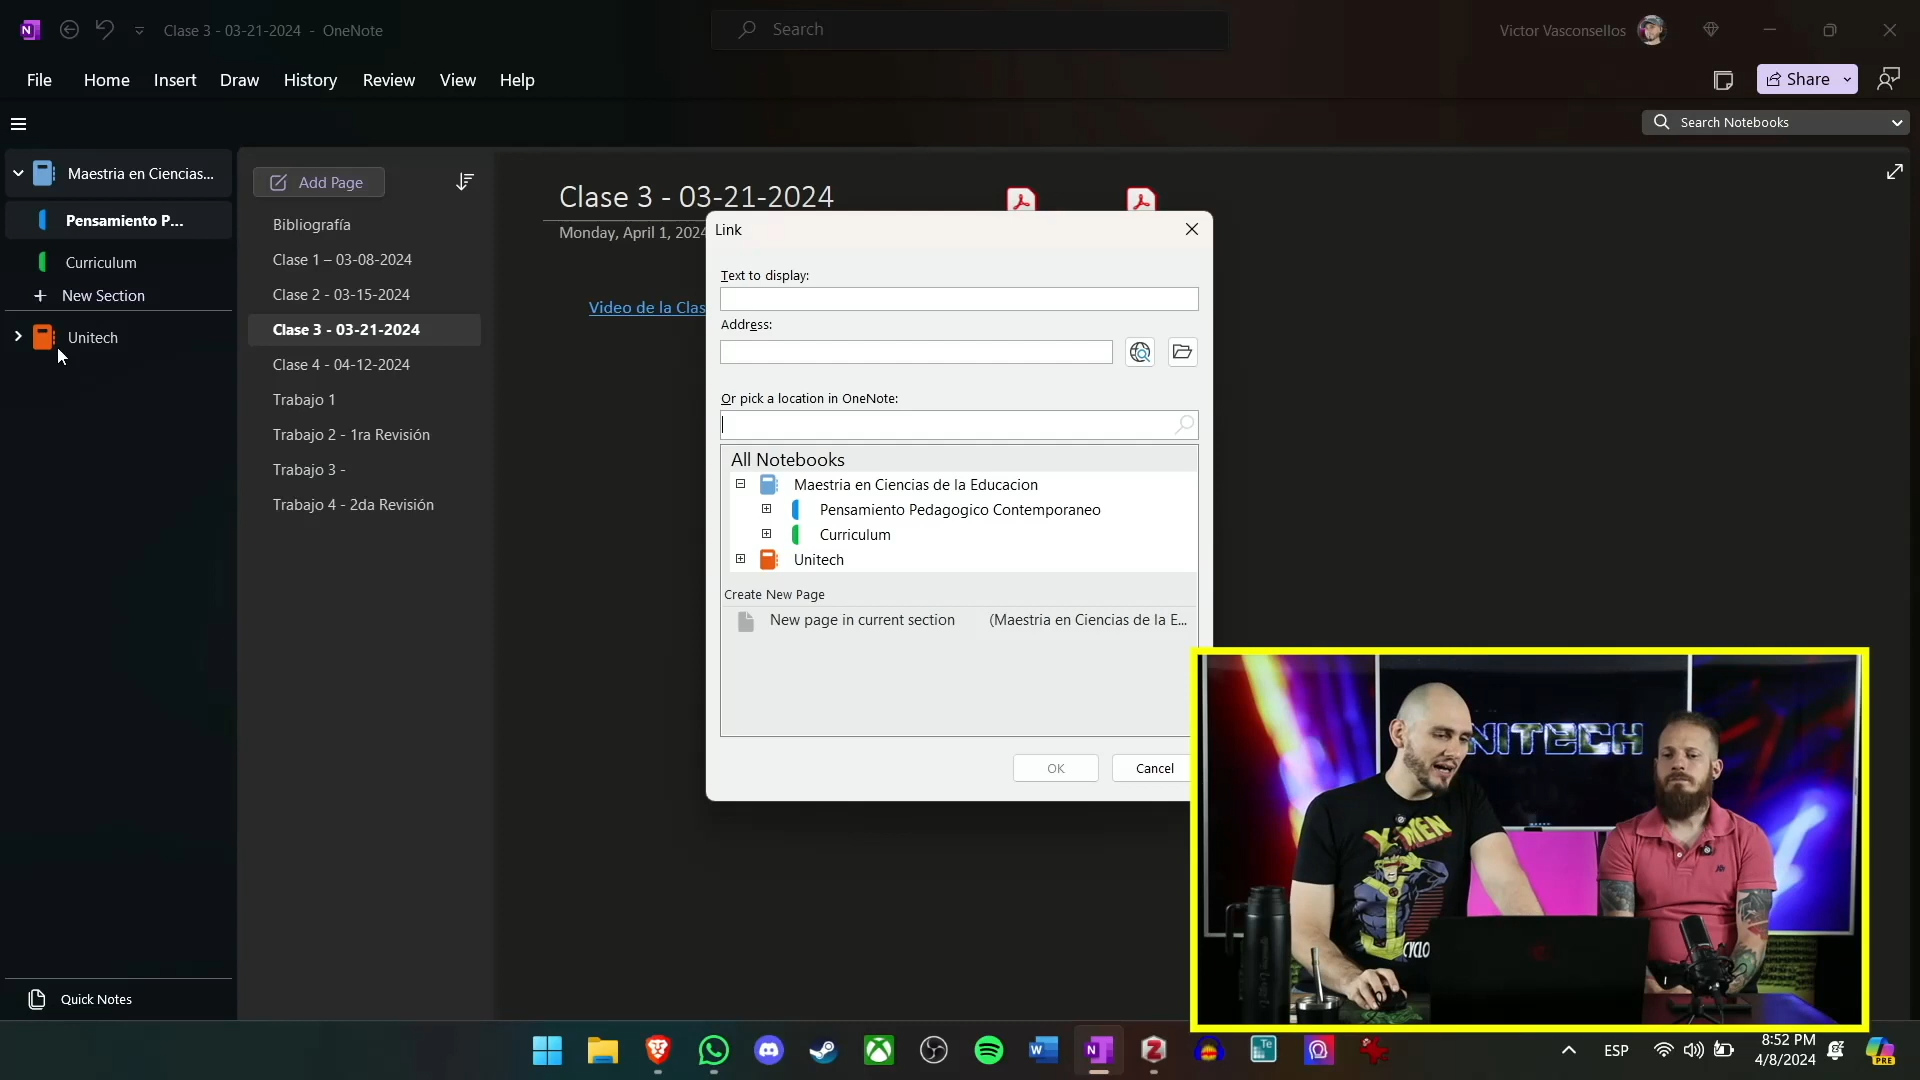 Clase 3 - 03-21-2024 - OneNote
Search
Victor Vasconsellos
File Home Insert Draw History Review View Help
Share
Search Notebooks
Maestria en Ciencias...
Pensamiento P...
Curriculum
New Section
Unitech
Quick Notes
Add Page
Bibliografía
Clase 1 – 03-08-2024
Clase 2 - 03-15-2024
Clase 3 - 03-21-2024
Clase 4 - 04-12-2024
Trabajo 1
Trabajo 2 - 1ra Revisión
Trabajo 3 -
Trabajo 4 - 2da Revisión
Clase 3 - 03-21-2024
Monday, April 1, 2024
Video de la Clas
Link
Text to display:
Address:
Or pick a location in OneNote:
All Notebooks
Maestria en Ciencias de la Educacion
Pensamiento Pedagogico Contemporaneo
Curriculum
Unitech
Create New Page
New page in current section (Maestria en Ciencias de la E...
OK Cancel
NITECH
X-MEN
CYCLO
ESP
8:52 PM
4/8/2024
PRE
Te